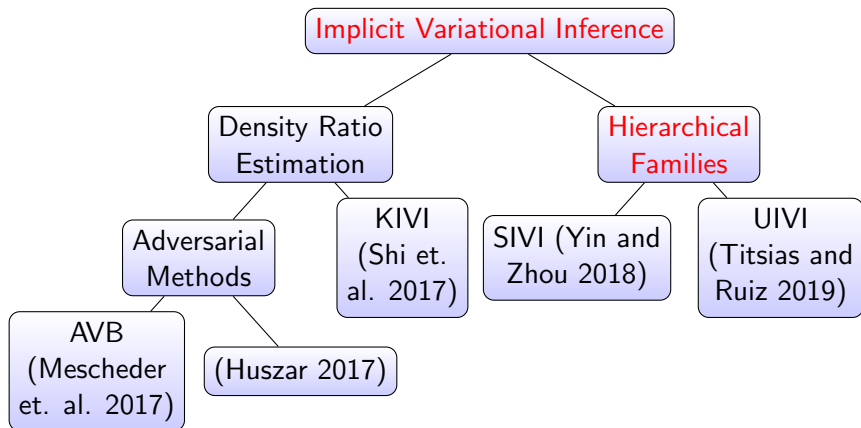 Implicit Variational Inference
Density Ratio
Estimation
Hierarchical
Families
Adversarial
Methods
KIVI
(Shi et.
al. 2017)
SIVI (Yin and
Zhou 2018)
UIVI
(Titsias and
Ruiz 2019)
AVB
(Mescheder
et. al. 2017)
(Huszar 2017)